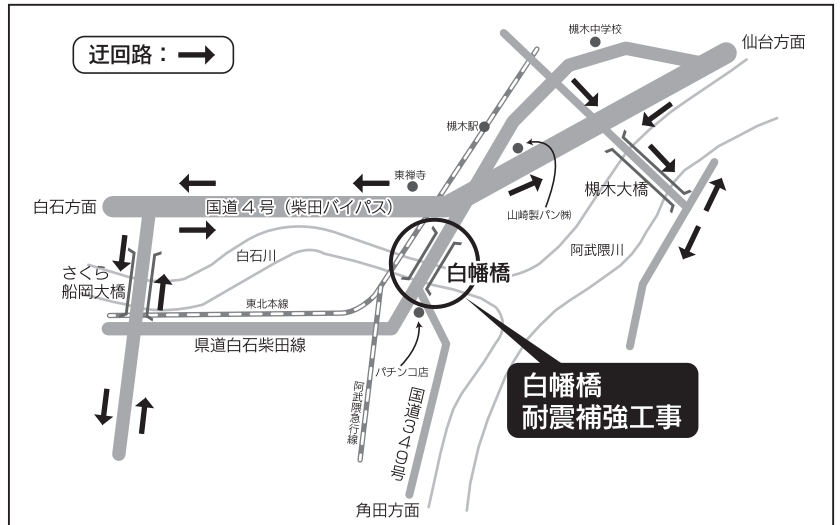 迂回路：
槻木中学校
仙台方面
槻木駅
東禅寺
白石方面
国道４号（柴田バイパス）
山崎製パン㈱
槻木大橋
白石川
阿武隈川
さくら
船岡大橋
白幡橋
東北本線
県道白石柴田線
パチンコ店
阿武隈急行線
国道３４９号
白幡橋
耐震補強工事
角田方面